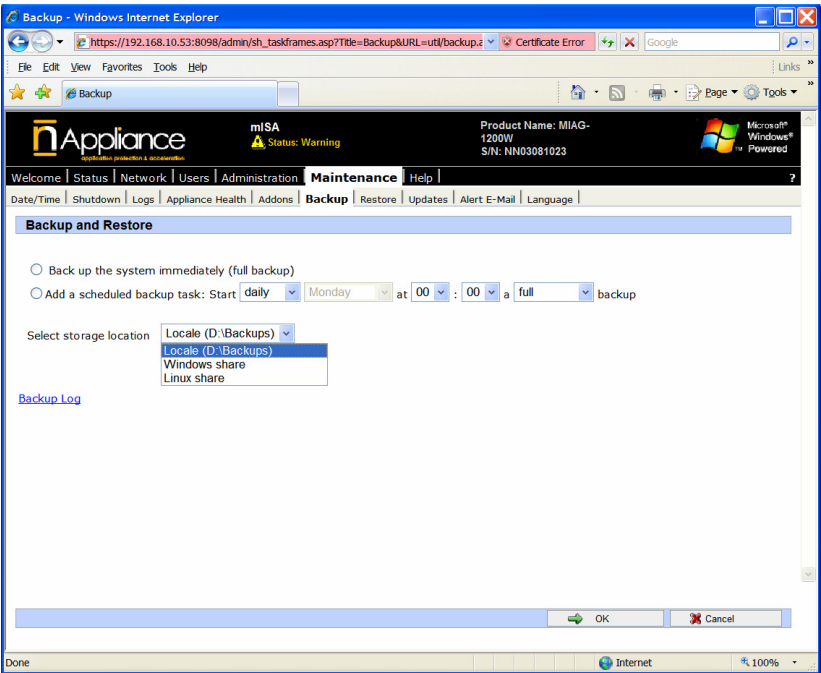 Backup - Windows Internet Explorer
https://192.168.10.53:8098/admin/sh_taskframes.asp?Title=Backup&URL=util/backup.a Certificate Error Google
File Edit View Favorites Tools Help Links »
Backup Page Tools »
nAppliance
application protection & acceleration
mISA
Status: Warning
Product Name: MIAG-
1200W
S/N: NN03081023
Microsoft®
Windows®
Powered
Welcome | Status | Network | Users | Administration | Maintenance | Help | ?
Date/Time | Shutdown | Logs | Appliance Health | Addons | Backup | Restore | Updates | Alert E-Mail | Language |
Backup and Restore
Back up the system immediately (full backup)
Add a scheduled backup task: Start daily Monday at 00 : 00 a full backup
Select storage location Locale (D:\Backups)
Locale (D:\Backups)
Windows share
Linux share
Backup Log
OK Cancel
Done Internet 100%